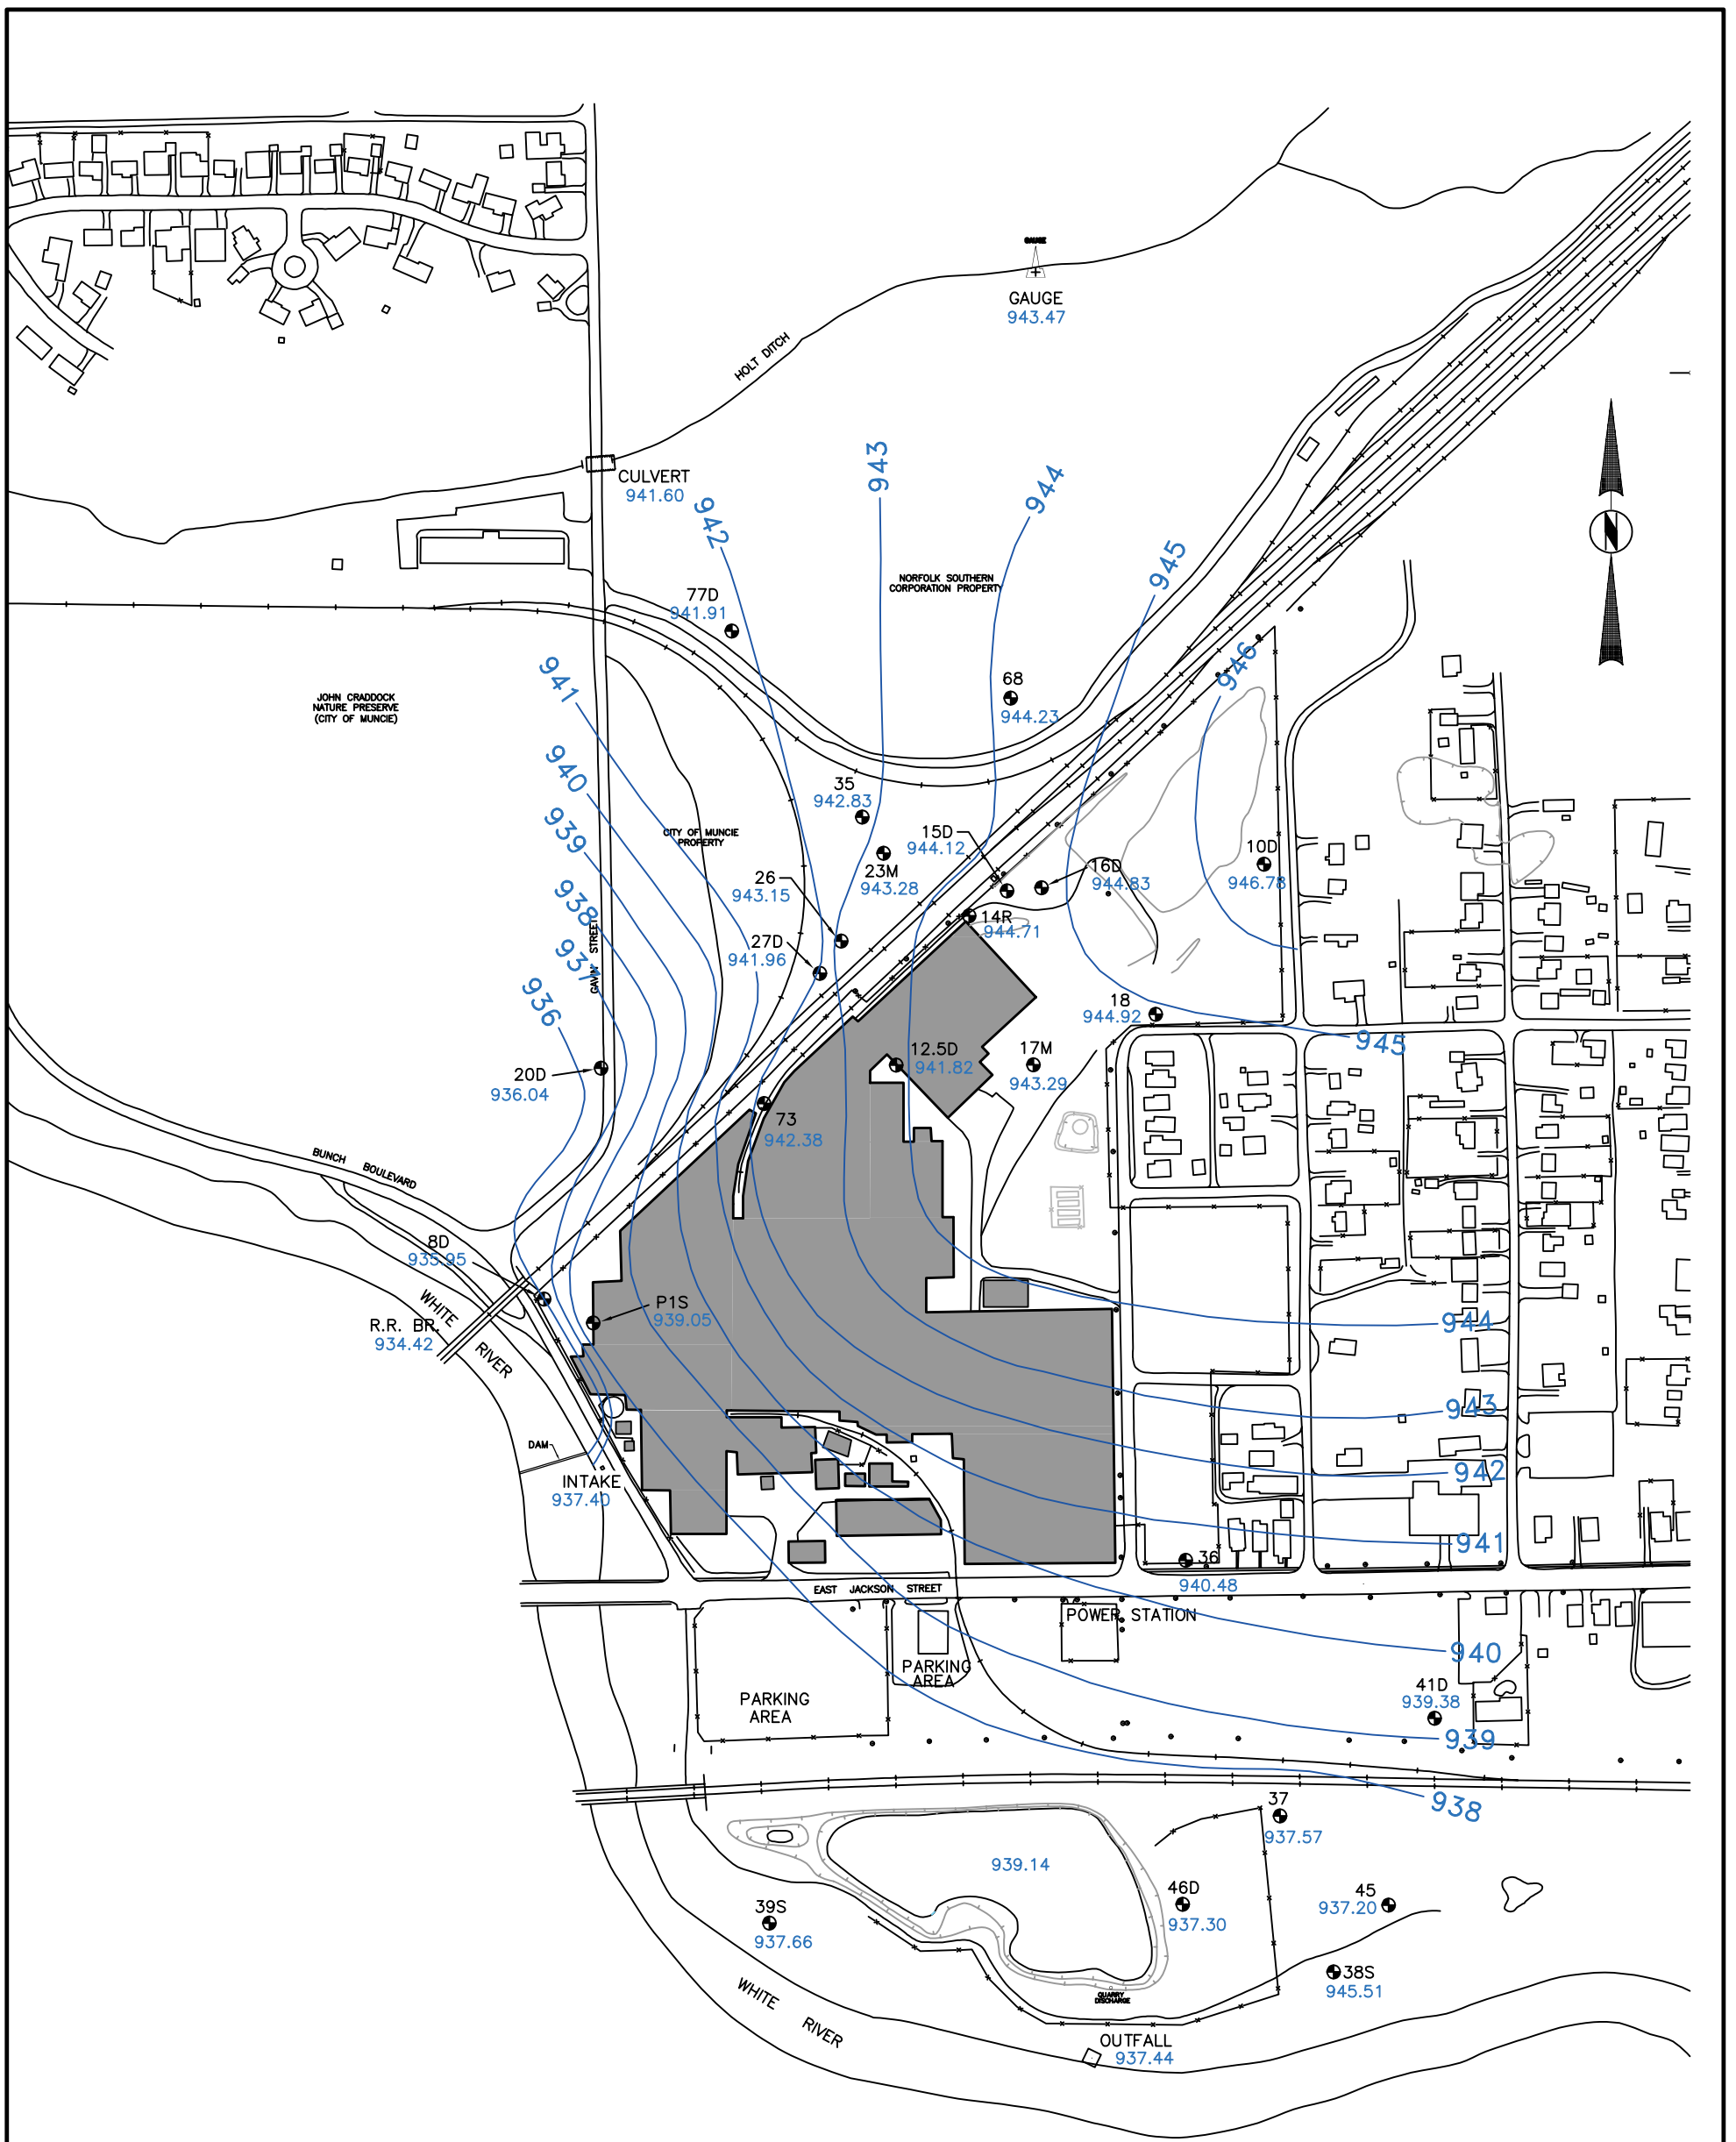 GAUGE
GAUGE
943.47
HOLT DITCH
CULVERT
941.60
943
944
942
945
NORFOLK SOUTHERN
CORPORATION PROPERTY
N
77D
941.91
941
946
68
944.23
JOHN CRADDOCK
NATURE PRESERVE
(CITY OF MUNCIE)
940
35
942.83
939
CITY OF MUNCIE
PROPERTY
15D
944.12
10D
946.78
16D
944.83
23M
943.28
26
943.15
938
GAVIN STREET
14R
944.71
27D
941.96
937
936
18
944.92
945
12.5D
941.82
17M
943.29
20D
936.04
73
942.38
BUNCH BOULEVARD
8D
935.95
WHITE
RIVER
P1S
939.05
R.R. BR.
934.42
944
943
DAM
942
INTAKE
937.40
941
36
940.48
EAST JACKSON STREET
POWER STATION
940
PARKING
AREA
PARKING
AREA
41D
939.38
939
938
37
937.57
939.14
46D
937.30
45
937.20
39S
937.66
38S
945.51
QUARRY
DISCHARGE
WHITE
RIVER
OUTFALL
937.44